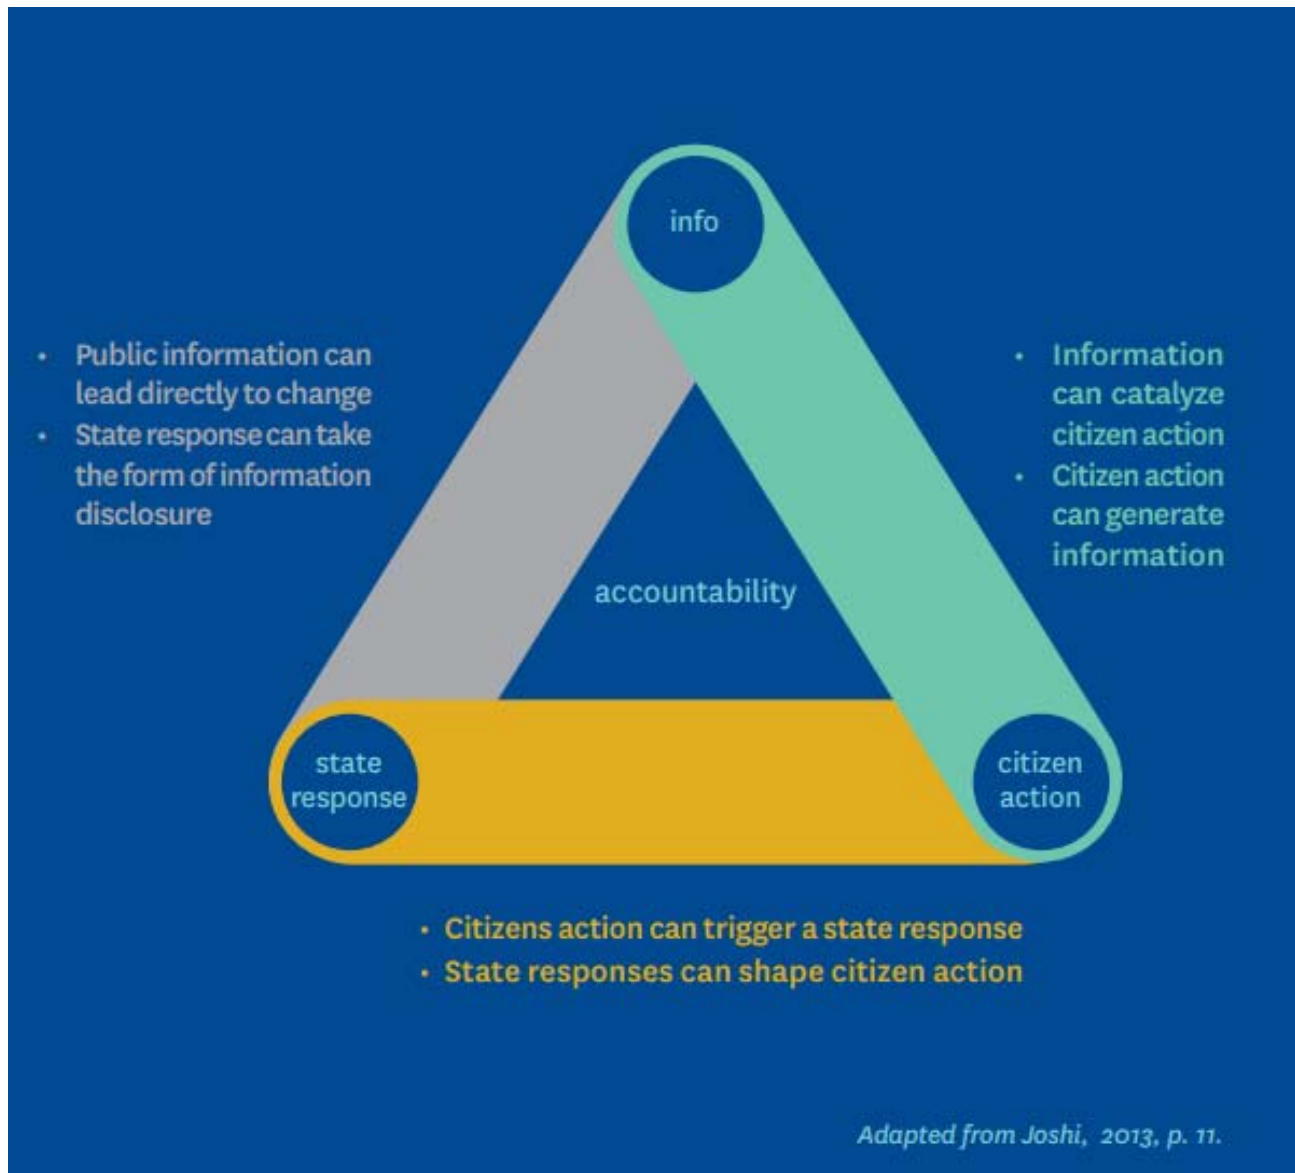 info
• Public information can
lead directly to change
• State response can take
the form of information
disclosure
• Information
can catalyze
citizen action
• Citizen action
can generate
information
accountability
state
response
citizen
action
• Citizens action can trigger a state response
• State responses can shape citizen action
Adapted from Joshi, 2013, p. 11.